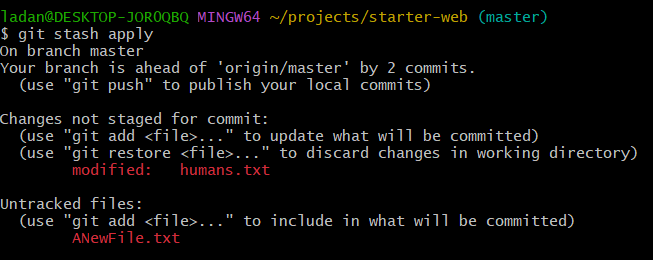 ladan@DESKTOP-JOR0QBQ MINGW64 ~/projects/starter-web (master)
$ git stash apply
On branch master
Your branch is ahead of 'origin/master' by 2 commits.
  (use "git push" to publish your local commits)

Changes not staged for commit:
  (use "git add <file>..." to update what will be committed)
  (use "git restore <file>..." to discard changes in working directory)
        modified:   humans.txt

Untracked files:
  (use "git add <file>..." to include in what will be committed)
        ANewFile.txt